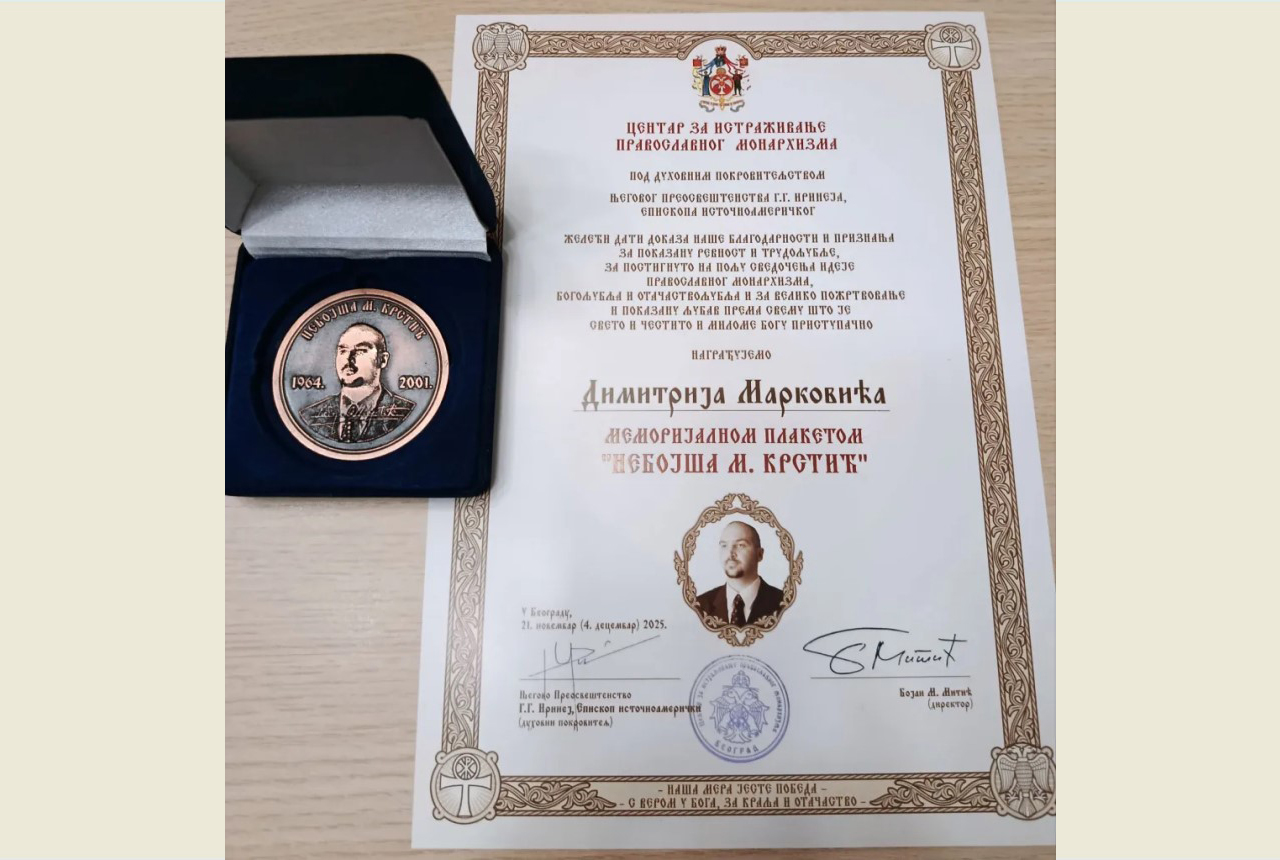 НЕБОЈША М. КРСТИЋ
1964. 2001.
ЦЕНТАР ЗА ИСТРАЖИВАЊЕ
ПРАВОСЛАВНОГ МОНАРХИЗМА
ПОД ДУХОВНИМ ПОКРОВИТЕЉСТВОМ
ЊЕГОВОГ ПРЕОСВЕШТЕНСТВА Г.Г. ИРИНЕЈА,
ЕПИСКОПА ИСТОЧНОАМЕРИЧКОГ
ЖЕЛЕЋИ ДАТИ ДОКАЗА НАШЕ БЛАГОДАРНОСТИ И ПРИЗНАЊА
ЗА ПОКАЗАНУ РЕВНОСТ И ТРУДОЉУБЉЕ,
ЗА ПОСТИГНУТО НА ПОЉУ СВЕДОЧЕЊА ИДЕЈЕ
ПРАВОСЛАВНОГ МОНАРХИЗМА,
БОГОЉУБЉА И ОТАЧАСТВОЉУБЉА И ЗА ВЕЛИКО ПОЖРТВОВАЊЕ
И ПОКАЗАНУ ЉУБАВ ПРЕМА СВЕМУ ШТО ЈЕ
СВЕТО И ЧЕСТИТО И МИЛОМЕ БОГУ ПРИСТУПАЧНО
НАГРАЂУЈЕМО
Димитрија Марковића
МЕМОРИЈАЛНОМ ПЛАКЕТОМ
"НЕБОЈША М. КРСТИЋ"
У Београду,
21. новембар (4. децембар) 2025.
Б Митић
Његово Преосвештенство
Г.Г. Иринеј, Епископ источноамерички
(духовни покровитељ)
Бојан М. Митић
(директор)
БЕОГРАД
- НАША МЕРА ЈЕСТЕ ПОБЕДА -
- С ВЕРОМ У БОГА, ЗА КРАЉА И ОТАЧАСТВО -